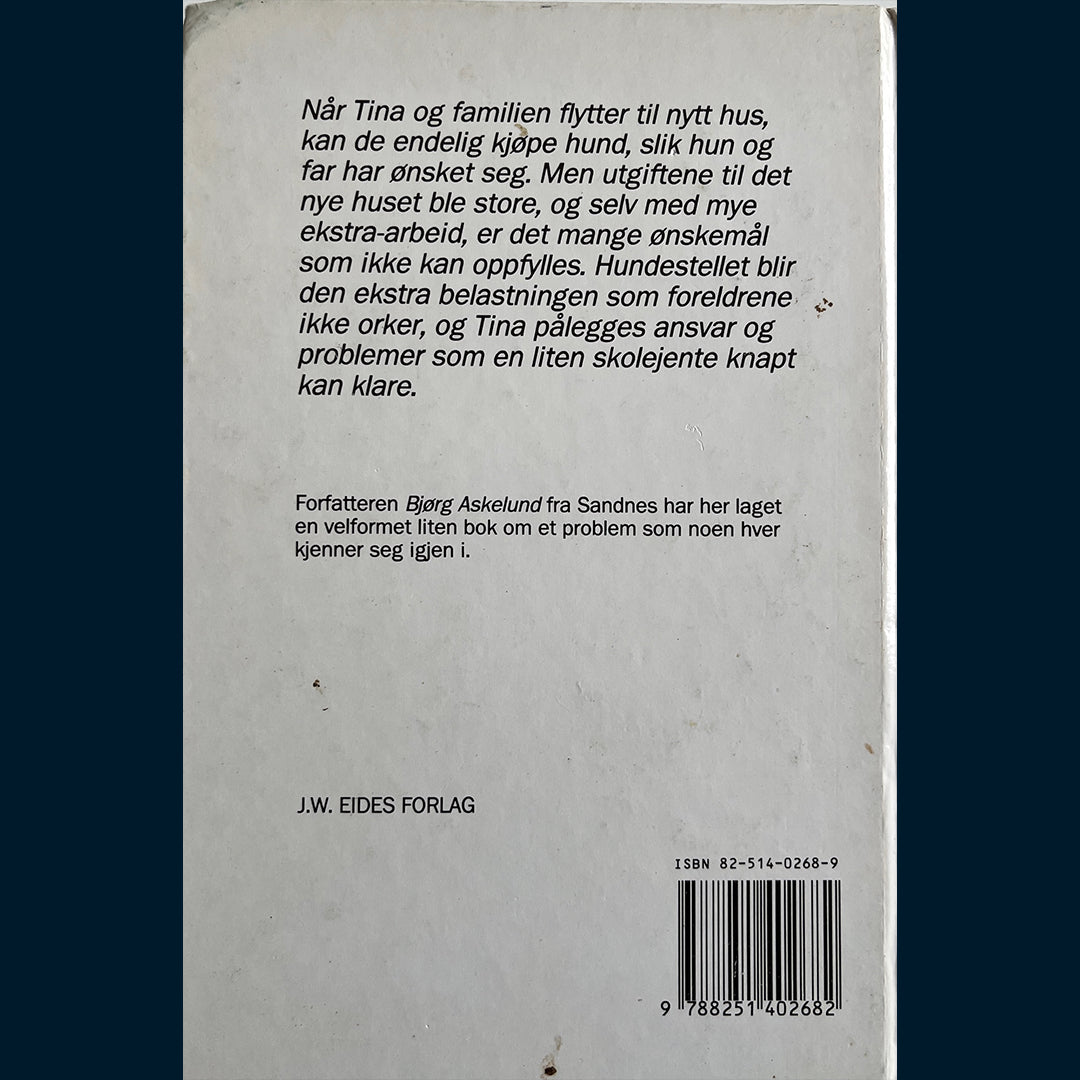 Når Tina og familien flytter til nytt hus,
kan de endelig kjøpe hund, slik hun og
far har ønsket seg. Men utgiftene til det
nye huset ble store, og selv med mye
ekstra-arbeid, er det mange ønskemål
som ikke kan oppfylles. Hundestellet blir
den ekstra belastningen som foreldrene
ikke orker, og Tina pålegges ansvar og
problemer som en liten skolejente knapt
kan klare.
Forfatteren Bjørg Askelund fra Sandnes har her laget
en velformet liten bok om et problem som noen hver
kjenner seg igjen i.
J.W. EIDES FORLAG
ISBN 82-514-0268-9
9 788251 402682